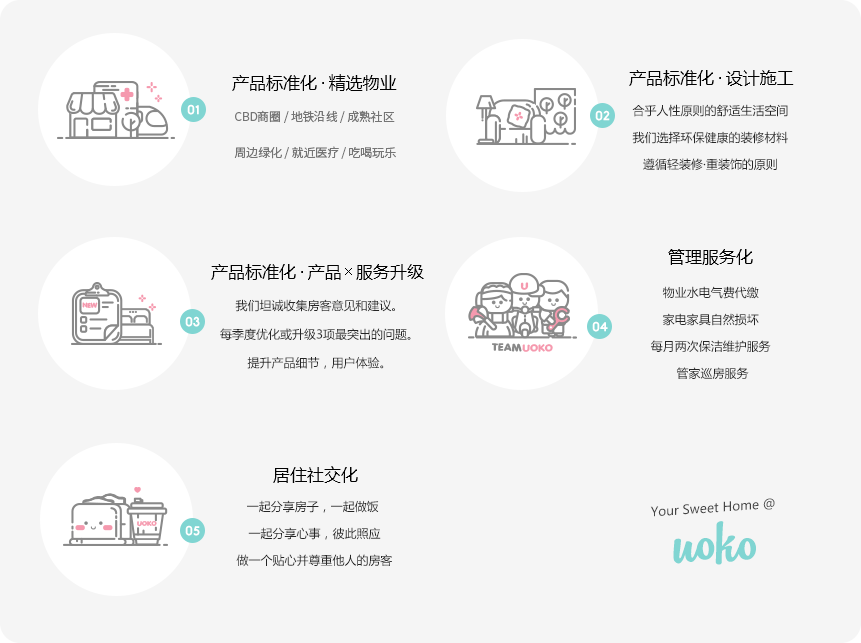 01
产品标准化·精选物业
CBD商圈 / 地铁沿线 / 成熟社区
周边绿化 / 就近医疗 / 吃喝玩乐
02
产品标准化·设计施工
合乎人性原则的舒适生活空间
我们选择环保健康的装修材料
遵循轻装修·重装饰的原则
NEW
03
产品标准化·产品×服务升级
我们坦诚收集房客意见和建议。
每季度优化或升级3项最突出的问题。
提升产品细节，用户体验。
U
TEAMUOKO
04
管理服务化
物业水电气费代缴
家电家具自然损坏
每月两次保洁维护服务
管家巡房服务
UOKO
05
居住社交化
一起分享房子，一起做饭
一起分享心事，彼此照应
做一个贴心并尊重他人的房客
Your Sweet Home @
uoko